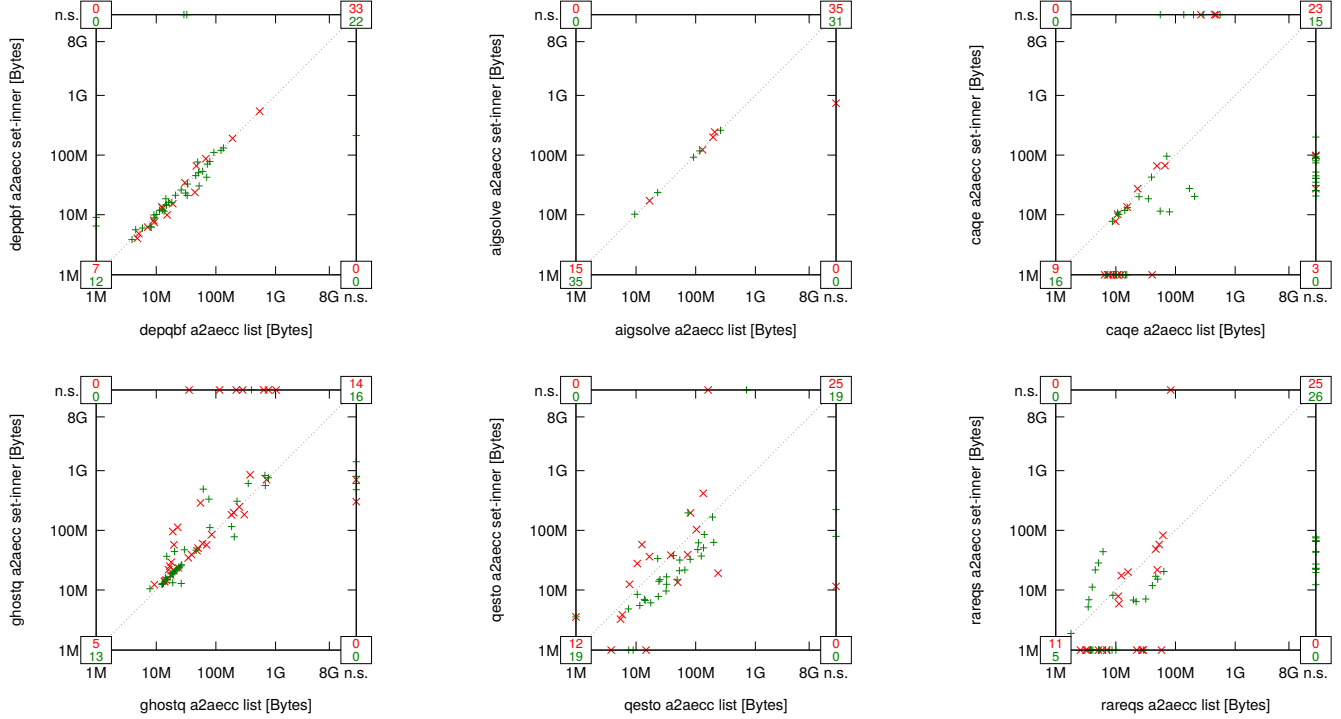 depqbf a2aecc set-inner [Bytes]
n.s.
8G
1G
100M
10M
1M
0
0
33
22
7
12
0
0
1M 10M 100M 1G 8G n.s.
depqbf a2aecc list [Bytes]
aigsolve a2aecc set-inner [Bytes]
n.s.
8G
1G
100M
10M
1M
0
0
35
31
15
35
0
0
1M 10M 100M 1G 8G n.s.
aigsolve a2aecc list [Bytes]
caqe a2aecc set-inner [Bytes]
n.s.
8G
1G
100M
10M
1M
0
0
23
15
9
16
3
0
1M 10M 100M 1G 8G n.s.
caqe a2aecc list [Bytes]
ghostq a2aecc set-inner [Bytes]
n.s.
8G
1G
100M
10M
1M
0
0
14
16
5
13
0
0
1M 10M 100M 1G 8G n.s.
ghostq a2aecc list [Bytes]
qesto a2aecc set-inner [Bytes]
n.s.
8G
1G
100M
10M
1M
0
0
25
19
12
19
0
0
1M 10M 100M 1G 8G n.s.
qesto a2aecc list [Bytes]
rareqs a2aecc set-inner [Bytes]
n.s.
8G
1G
100M
10M
1M
0
0
25
26
11
5
0
0
1M 10M 100M 1G 8G n.s.
rareqs a2aecc list [Bytes]